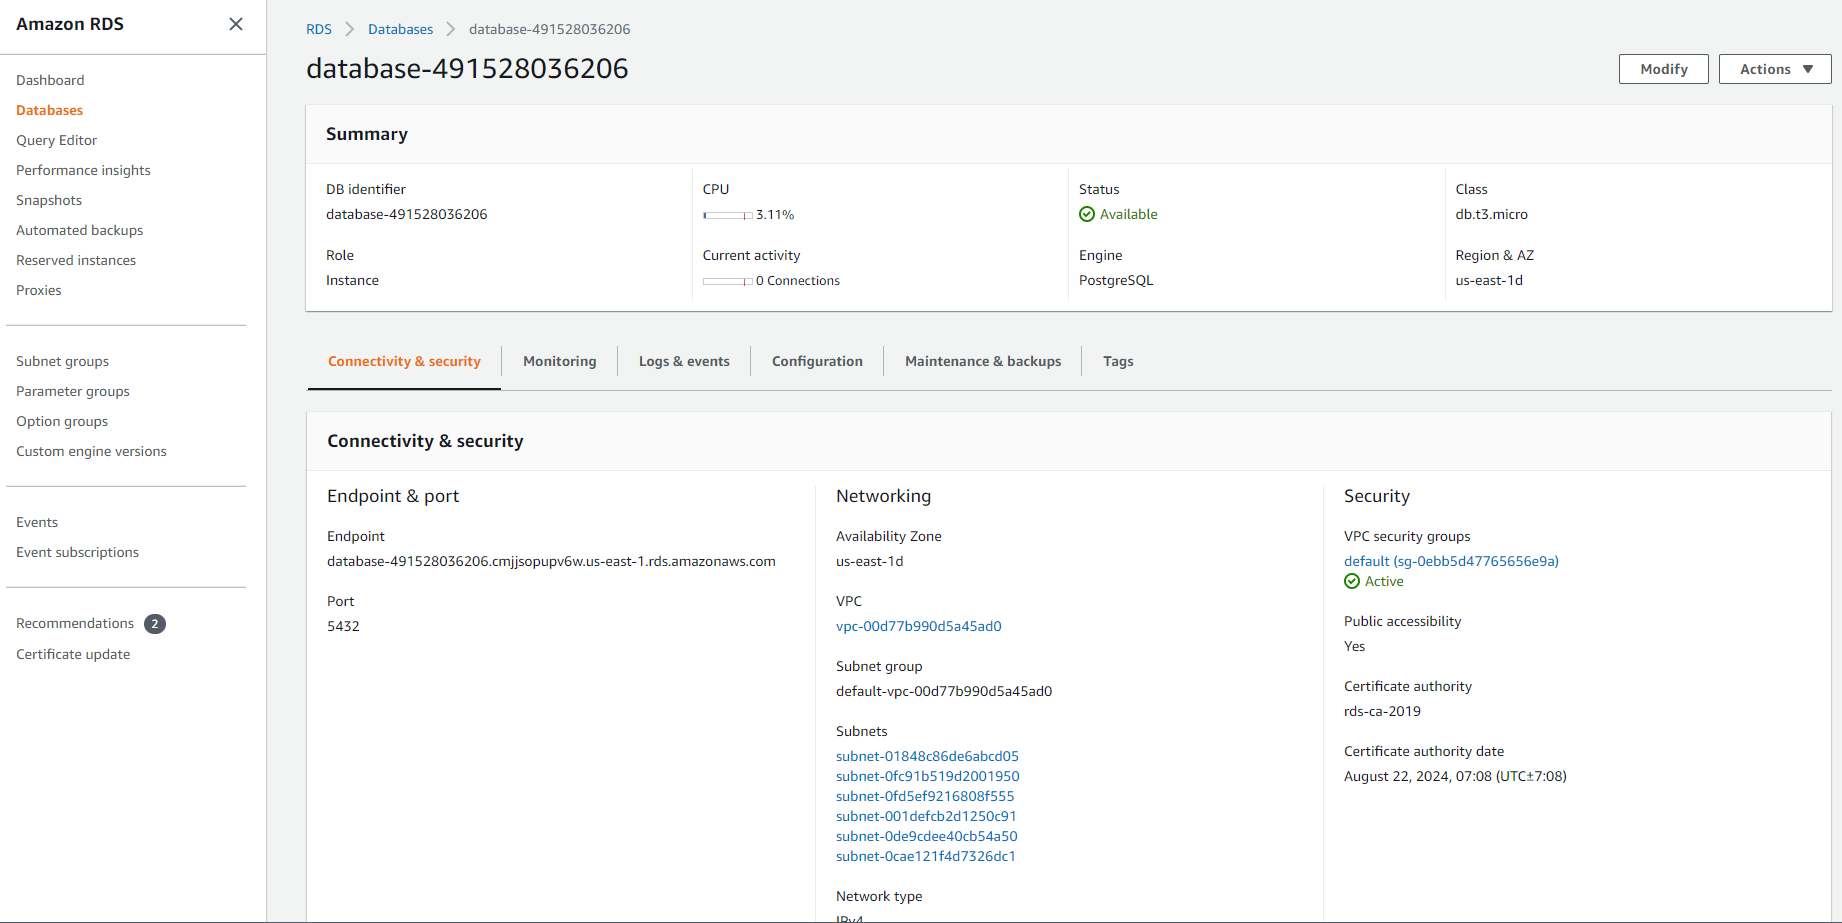 Amazon RDS
Dashboard
Databases
Query Editor
Performance insights
Snapshots
Automated backups
Reserved instances
Proxies
Subnet groups
Parameter groups
Option groups
Custom engine versions
Events
Event subscriptions
Recommendations 2
Certificate update
RDS Databases database-491528036206
database-491528036206
Modify Actions
Summary
DB identifier
database-491528036206
Role
Instance
CPU
3.11%
Current activity
0 Connections
Status
Available
Engine
PostgreSQL
Class
db.t3.micro
Region & AZ
us-east-1d
Connectivity & security Monitoring Logs & events Configuration Maintenance & backups Tags
Connectivity & security
Endpoint & port
Endpoint
database-491528036206.cmjjsopupv6w.us-east-1.rds.amazonaws.com
Port
5432
Networking
Availability Zone
us-east-1d
VPC
vpc-00d77b990d5a45ad0
Subnet group
default-vpc-00d77b990d5a45ad0
Subnets
subnet-01848c86de6abcd05
subnet-0fc91b519d2001950
subnet-0fd5ef9216808f555
subnet-001defcb2d1250c91
subnet-0de9cdee40cb54a50
subnet-0cae121f4d7326dc1
Network type
IPv4
Security
VPC security groups
default (sg-0ebb5d47765656e9a)
Active
Public accessibility
Yes
Certificate authority
rds-ca-2019
Certificate authority date
August 22, 2024, 07:08 (UTC±7:08)